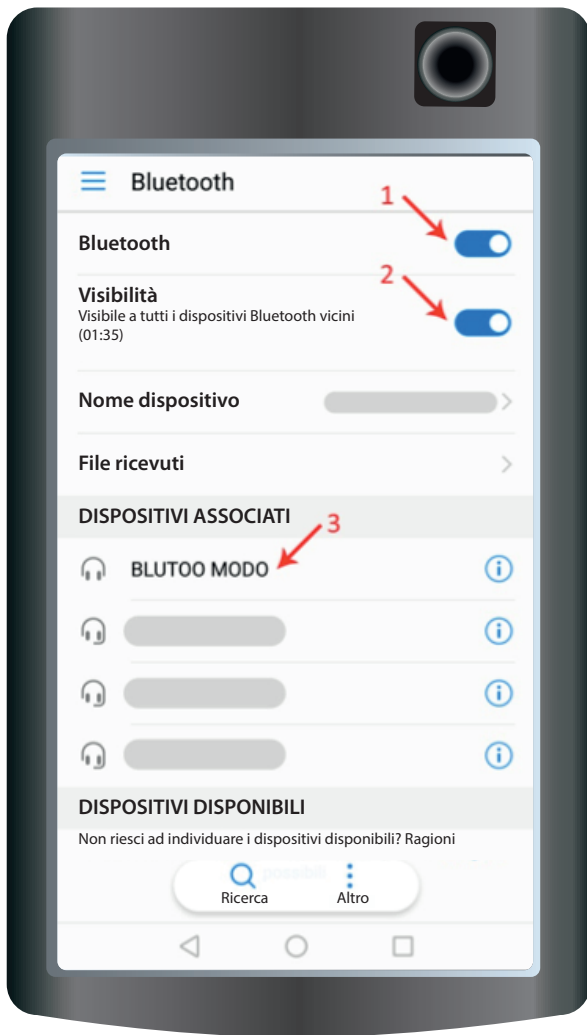 Bluetooth
1
Bluetooth
2
Visibilità
Visibile a tutti i dispositivi Bluetooth vicini
(01:35)
Nome dispositivo
File ricevuti
DISPOSITIVI ASSOCIATI
3
BLUTOO MODO
DISPOSITIVI DISPONIBILI
Non riesci ad individuare i dispositivi disponibili? Ragioni
possibili
Ricerca
Altro